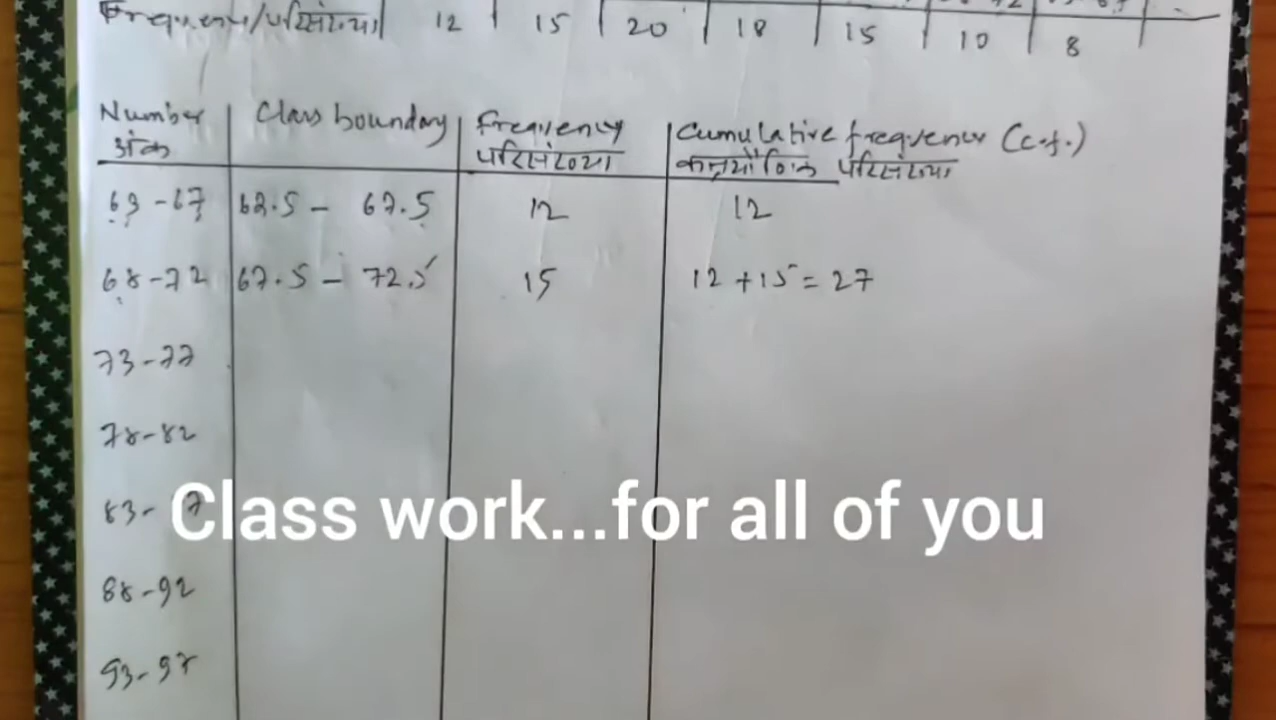 Frequency/परिसंख्या 12 15 20 18 15 10 8
Number Class boundary Frequency Cumulative frequency (c.f.)
अंक परिसंख्या परिसंख्या
63-67 62.5 - 67.5 12 12
68-72 67.5 - 72.5 15 12+15=27
73-77
78-82
83-
Class work...for all of you
88-92
93-97